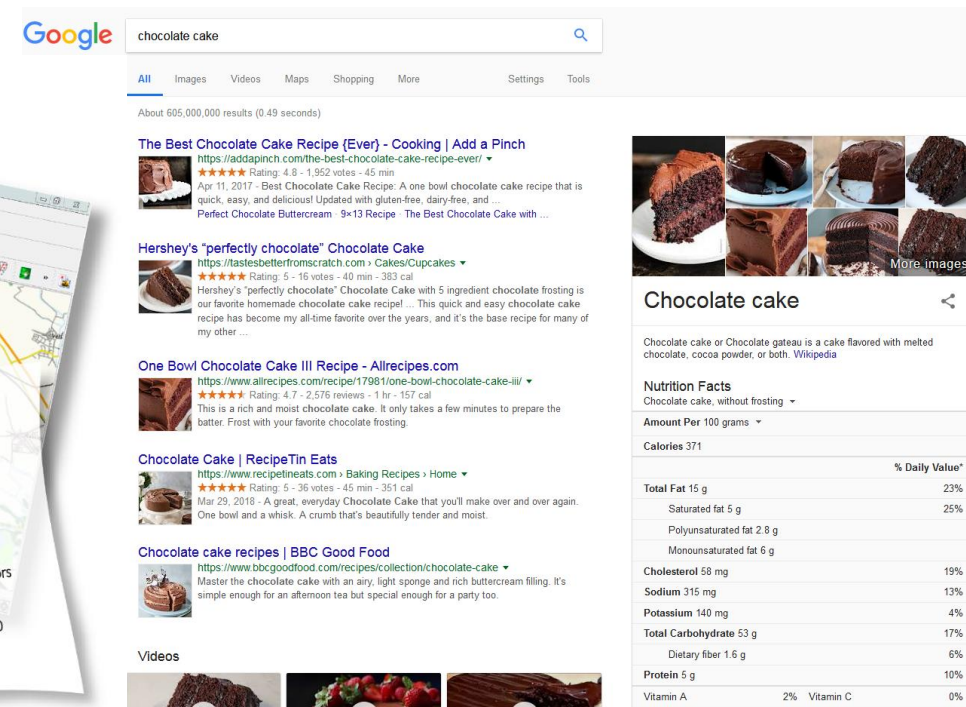 Google
chocolate cake
All Images Videos Maps Shopping More Settings Tools
About 605,000,000 results (0.49 seconds)
The Best Chocolate Cake Recipe {Ever} - Cooking | Add a Pinch
https://addapinch.com/the-best-chocolate-cake-recipe-ever/
Rating: 4.8 - 1,952 votes - 45 min
Apr 11, 2017 - Best Chocolate Cake Recipe: A one bowl chocolate cake recipe that is
quick, easy, and delicious! Updated with gluten-free, dairy-free, and ...
Perfect Chocolate Buttercream · 9×13 Recipe · The Best Chocolate Cake with ...
Hershey's “perfectly chocolate” Chocolate Cake
https://tastesbetterfromscratch.com › Cakes/Cupcakes
Rating: 5 - 16 votes - 40 min - 383 cal
Hershey's “perfectly chocolate” Chocolate Cake with 5 ingredient chocolate frosting is
our favorite homemade chocolate cake recipe! ... This quick and easy chocolate cake
recipe has become my all-time favorite over the years, and it's the base recipe for many of
my other ...
One Bowl Chocolate Cake III Recipe - Allrecipes.com
https://www.allrecipes.com/recipe/17981/one-bowl-chocolate-cake-iii/
Rating: 4.7 - 2,576 reviews - 1 hr - 157 cal
This is a rich and moist chocolate cake. It only takes a few minutes to prepare the
batter. Frost with your favorite chocolate frosting.
Chocolate Cake | RecipeTin Eats
https://www.recipetineats.com › Baking Recipes › Home
Rating: 5 - 36 votes - 45 min - 351 cal
Mar 29, 2018 - A great, everyday Chocolate Cake that you'll make over and over again.
One bowl and a whisk. A crumb that's beautifully tender and moist.
Chocolate cake recipes | BBC Good Food
https://www.bbcgoodfood.com/recipes/collection/chocolate-cake
Master the chocolate cake with an airy, light sponge and rich buttercream filling. It's
simple enough for an afternoon tea but special enough for a party too.
Videos
More images
Chocolate cake
Chocolate cake or Chocolate gateau is a cake flavored with melted
chocolate, cocoa powder, or both. Wikipedia
Nutrition Facts
Chocolate cake, without frosting
Amount Per 100 grams
Calories 371
% Daily Value*
Total Fat 15 g 23%
Saturated fat 5 g 25%
Polyunsaturated fat 2.8 g
Monounsaturated fat 6 g
Cholesterol 58 mg 19%
Sodium 315 mg 13%
Potassium 140 mg 4%
Total Carbohydrate 53 g 17%
Dietary fiber 1.6 g 6%
Protein 5 g 10%
Vitamin A 2% Vitamin C 0%